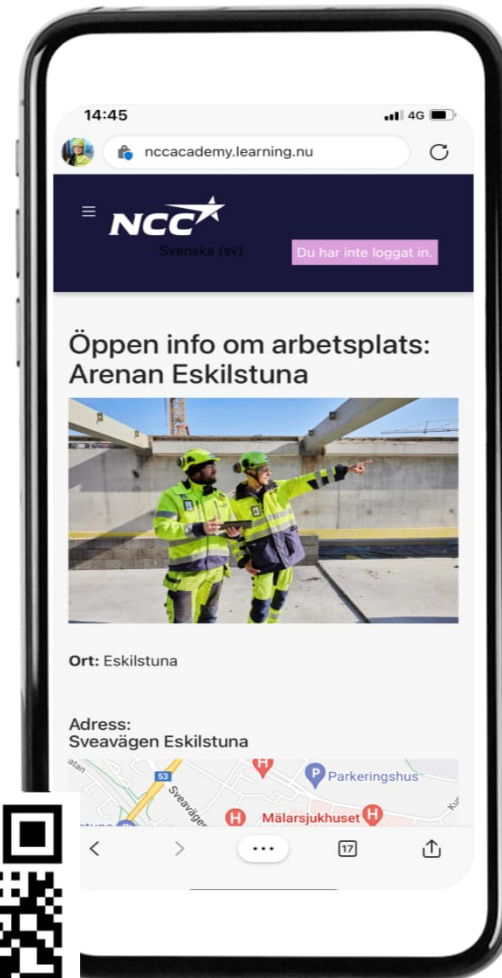 14:45
4G
nccacademy.learning.nu
NCC
Svenska (sv)
Du har inte loggat in.
Öppen info om arbetsplats:
Arenan Eskilstuna
Ort: Eskilstuna
Adress:
Sveavägen Eskilstuna
53
H
P Parkeringshus
H Mälarsjukhuset H
17